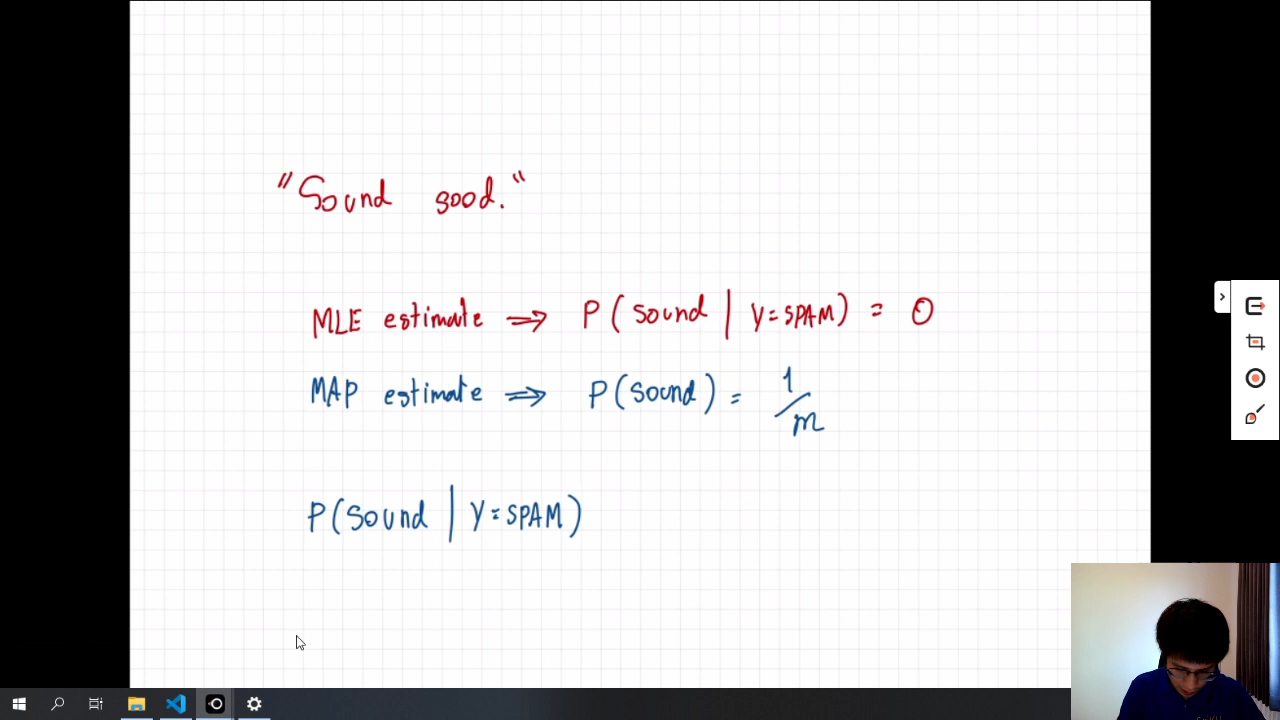 "Sound good."
MLE estimate ⇒ P( sound | Y=SPAM) = 0
MAP estimate ⇒ P(sound) = 1/m
P(sound | Y=SPAM)